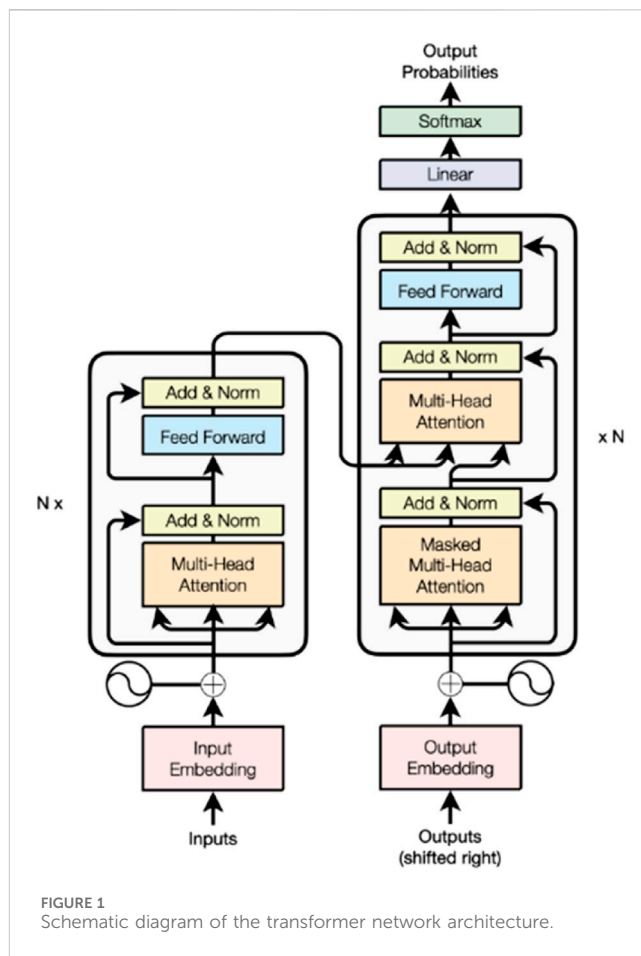 Output
Probabilities
Softmax
Linear
Add & Norm
Feed Forward
Add & Norm
Multi-Head
Attention
x N
Add & Norm
Masked
Multi-Head
Attention
Output
Embedding
Outputs
(shifted right)
Add & Norm
Feed Forward
N x
Add & Norm
Multi-Head
Attention
Input
Embedding
Inputs
FIGURE 1
Schematic diagram of the transformer network architecture.